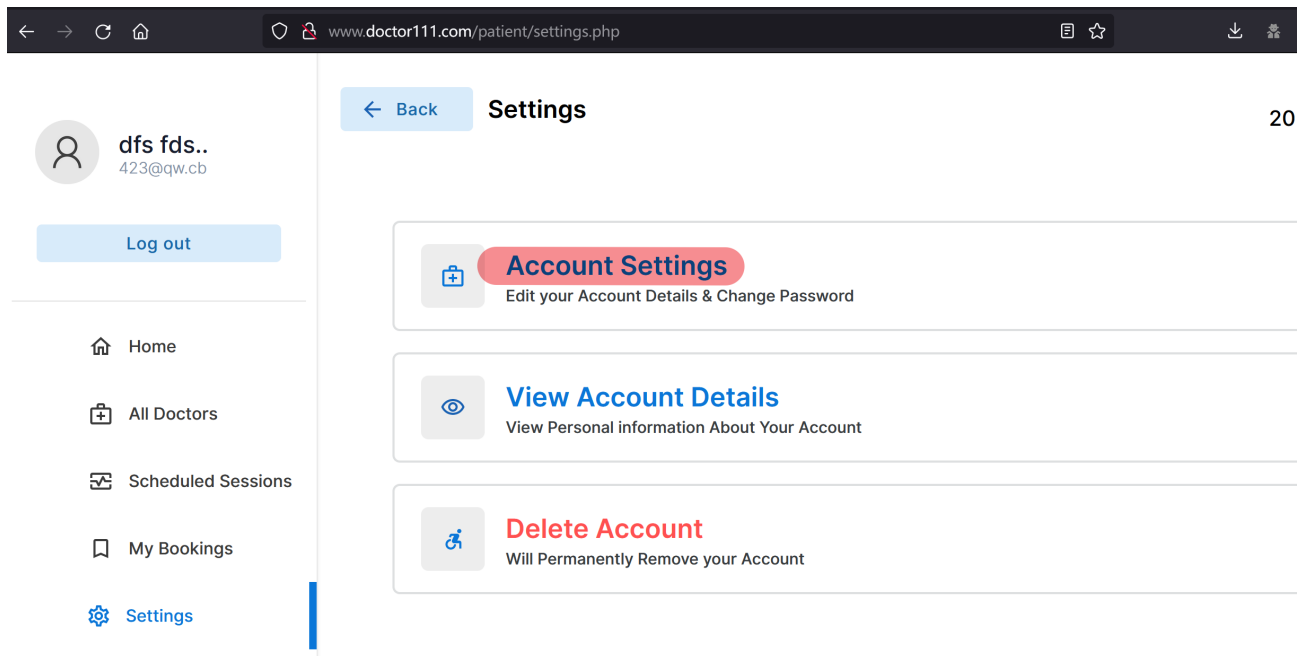 www.doctor111.com/patient/settings.php
dfs fds..
423@qw.cb
Log out
Home
All Doctors
Scheduled Sessions
My Bookings
Settings
Back
Settings
20
Account Settings
Edit your Account Details & Change Password
View Account Details
View Personal information About Your Account
Delete Account
Will Permanently Remove your Account